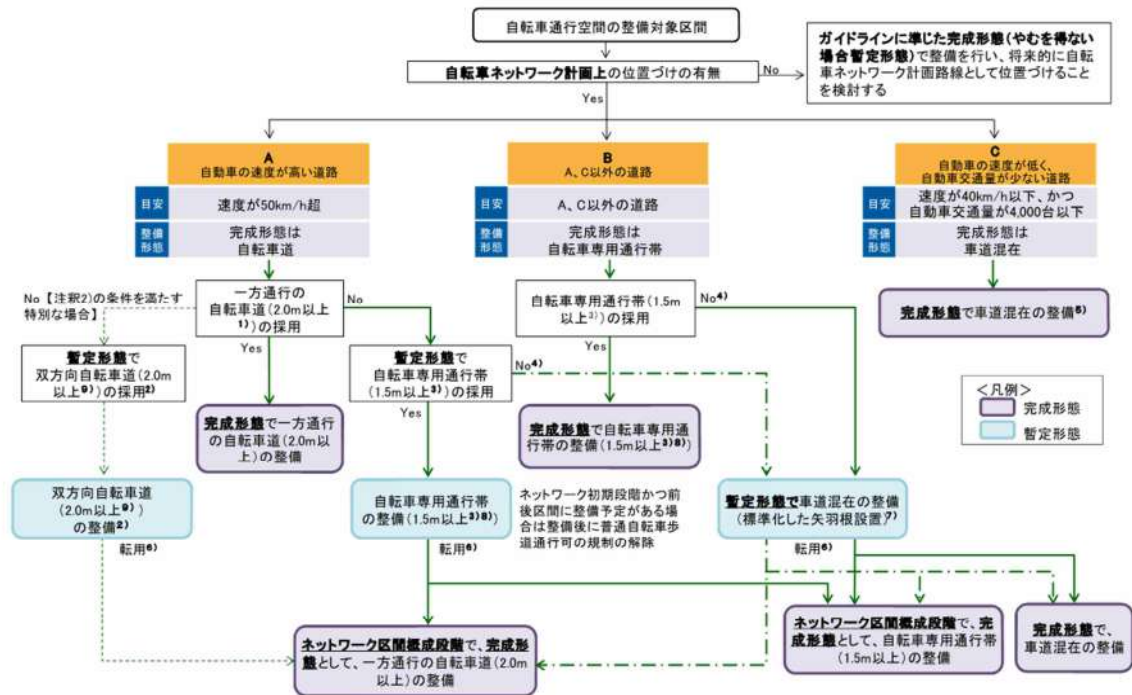 自転車通行空間の整備対象区間
自転車ネットワーク計画上の位置づけの有無
No
ガイドラインに準じた完成形態(やむを得ない
場合暫定形態)で整備を行い、将来的に自転
車ネットワーク計画路線として位置づけること
を検討する
Yes
A
自動車の速度が高い道路
目安
速度が50km/h超
整備
形態
完成形態は
自転車道
B
A、C以外の道路
目安
A、C以外の道路
整備
形態
完成形態は
自転車専用通行帯
C
自動車の速度が低く、
自動車交通量が少ない道路
目安
速度が40km/h以下、かつ
自動車交通量が4,000台以下
整備
形態
完成形態は
車道混在
No【注釈2)の条件を満たす
特別な場合】
一方通行の
自転車道(2.0m以上
1))の採用
No
Yes
自転車専用通行帯(1.5m
以上3))の採用
No4)
Yes
完成形態で車道混在の整備5)
暫定形態で
双方向自転車道(2.0m
以上9))の採用2)
暫定形態で
自転車専用通行帯
(1.5m以上3))の採用
No4)
Yes
完成形態で一方通行
の自転車道(2.0m以
上)の整備
完成形態で自転車専用通
行帯の整備(1.5m以上3)8))
<凡例>
完成形態
暫定形態
双方向自転車道
(2.0m以上9))
の整備2)
自転車専用通行帯
の整備(1.5m以上3)8))
ネットワーク初期段階かつ前
後区間に整備予定がある場
合は整備後に普通自転車歩
道通行可の規制の解除
暫定形態で車道混在の整備
(標準化した矢羽根設置)7)
転用6)
転用6)
転用6)
ネットワーク区間概成段階で、完成形
態として、一方通行の自転車道(2.0m
以上)の整備
ネットワーク区間概成段階で、完成
形態として、自転車専用通行帯
(1.5m以上)の整備
完成形態で、
車道混在の整備